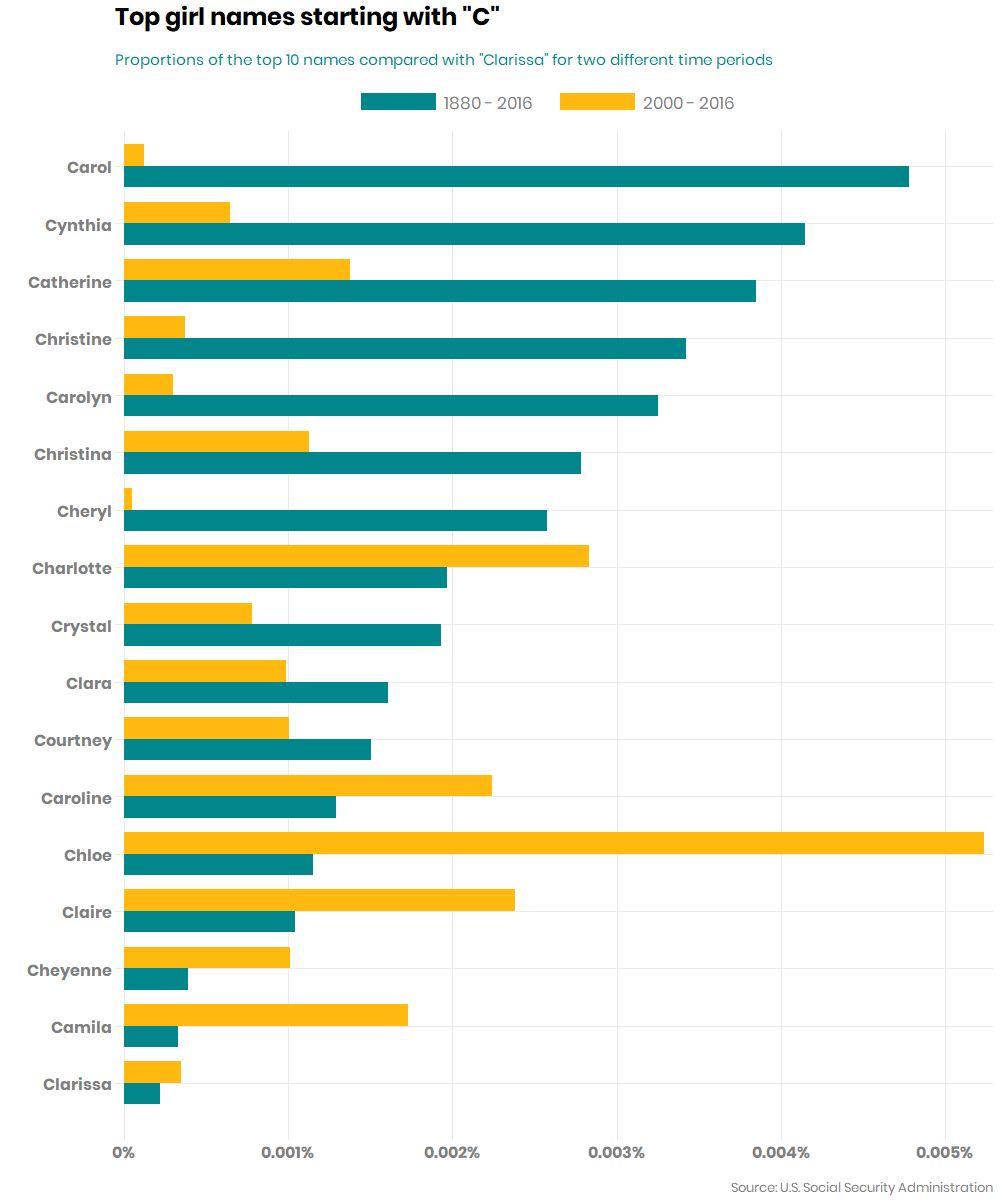 Top girl names starting with "C"
Proportions of the top 10 names compared with "Clarissa" for two different time periods
1880 - 2016 2000 - 2016
Carol
Cynthia
Catherine
Christine
Carolyn
Christina
Cheryl
Charlotte
Crystal
Clara
Courtney
Caroline
Chloe
Claire
Cheyenne
Camila
Clarissa
0% 0.001% 0.002% 0.003% 0.004% 0.005%
Source: U.S. Social Security Administration